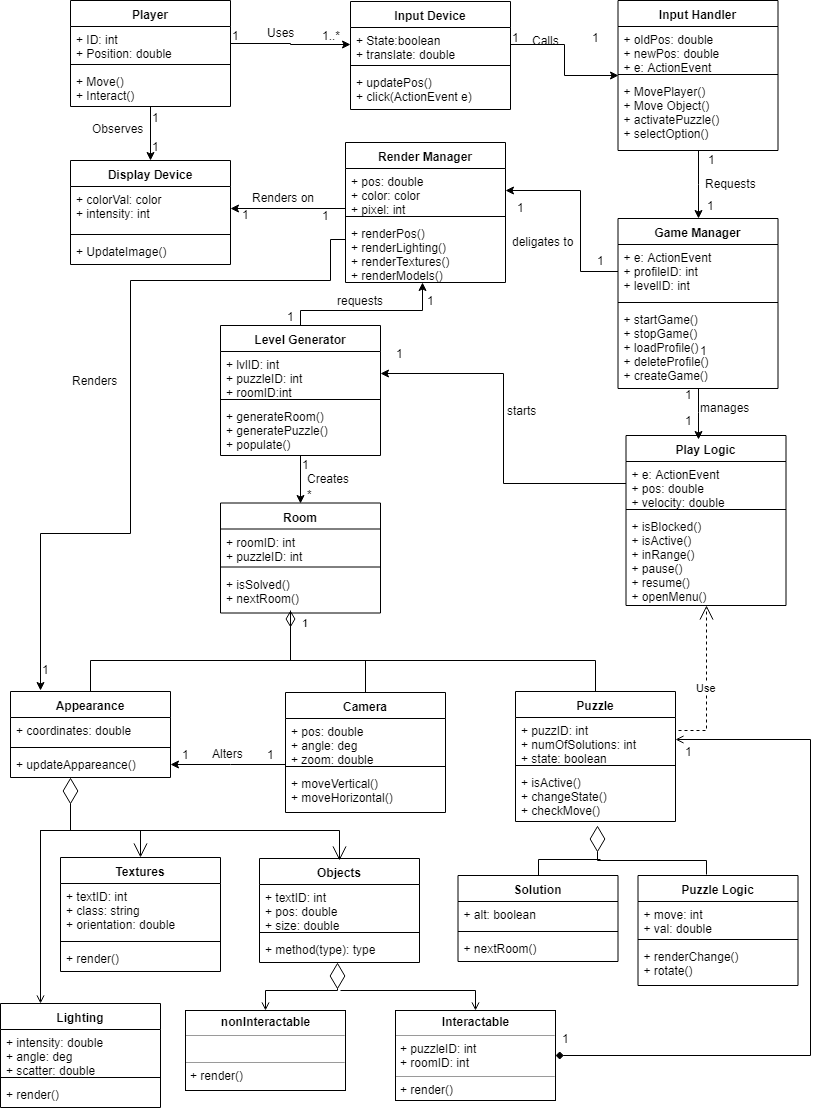 Player
+ ID: int
+ Position: double
+ Move()
+ Interact()
1
Uses
1..*
Input Device
+ State:boolean
+ translate: double
+ updatePos()
+ click(ActionEvent e)
1
Calls
1
Input Handler
+ oldPos: double
+ newPos: double
+ e: ActionEvent
+ MovePlayer()
+ Move Object()
+ activatePuzzle()
+ selectOption()
1
Observes
1
Display Device
+ colorVal: color
+ intensity: int
+ UpdateImage()
Renders on
1
1
Render Manager
+ pos: double
+ color: color
+ pixel: int
+ renderPos()
+ renderLighting()
+ renderTextures()
+ renderModels()
1
deligates to
1
1
Requests
1
Game Manager
+ e: ActionEvent
+ profileID: int
+ levelID: int
+ startGame()
+ stopGame()
+ loadProfile()
1
+ deleteProfile()
+ createGame()
requests
1
1
Level Generator
+ lvlID: int
+ puzzleID: int
+ roomID:int
+ generateRoom()
+ generatePuzzle()
+ populate()
1
starts
1
manages
1
Play Logic
+ e: ActionEvent
+ pos: double
+ velocity: double
+ isBlocked()
+ isActive()
+ inRange()
+ pause()
+ resume()
+ openMenu()
Renders
1
1
Creates
*
Room
+ roomID: int
+ puzzleID: int
+ isSolved()
+ nextRoom()
1
Use
Appearance
+ coordinates: double
+ updateAppareance()
1
Alters
1
Camera
+ pos: double
+ angle: deg
+ zoom: double
+ moveVertical()
+ moveHorizontal()
Puzzle
+ puzzID: int
+ numOfSolutions: int
+ state: boolean
+ isActive()
+ changeState()
+ checkMove()
1
Textures
+ textID: int
+ class: string
+ orientation: double
+ render()
Objects
+ textID: int
+ pos: double
+ size: double
+ method(type): type
Solution
+ alt: boolean
+ nextRoom()
Puzzle Logic
+ move: int
+ val: double
+ renderChange()
+ rotate()
Lighting
+ intensity: double
+ angle: deg
+ scatter: double
+ render()
nonInteractable
+ render()
Interactable
+ puzzleID: int
+ roomID: int
+ render()
1